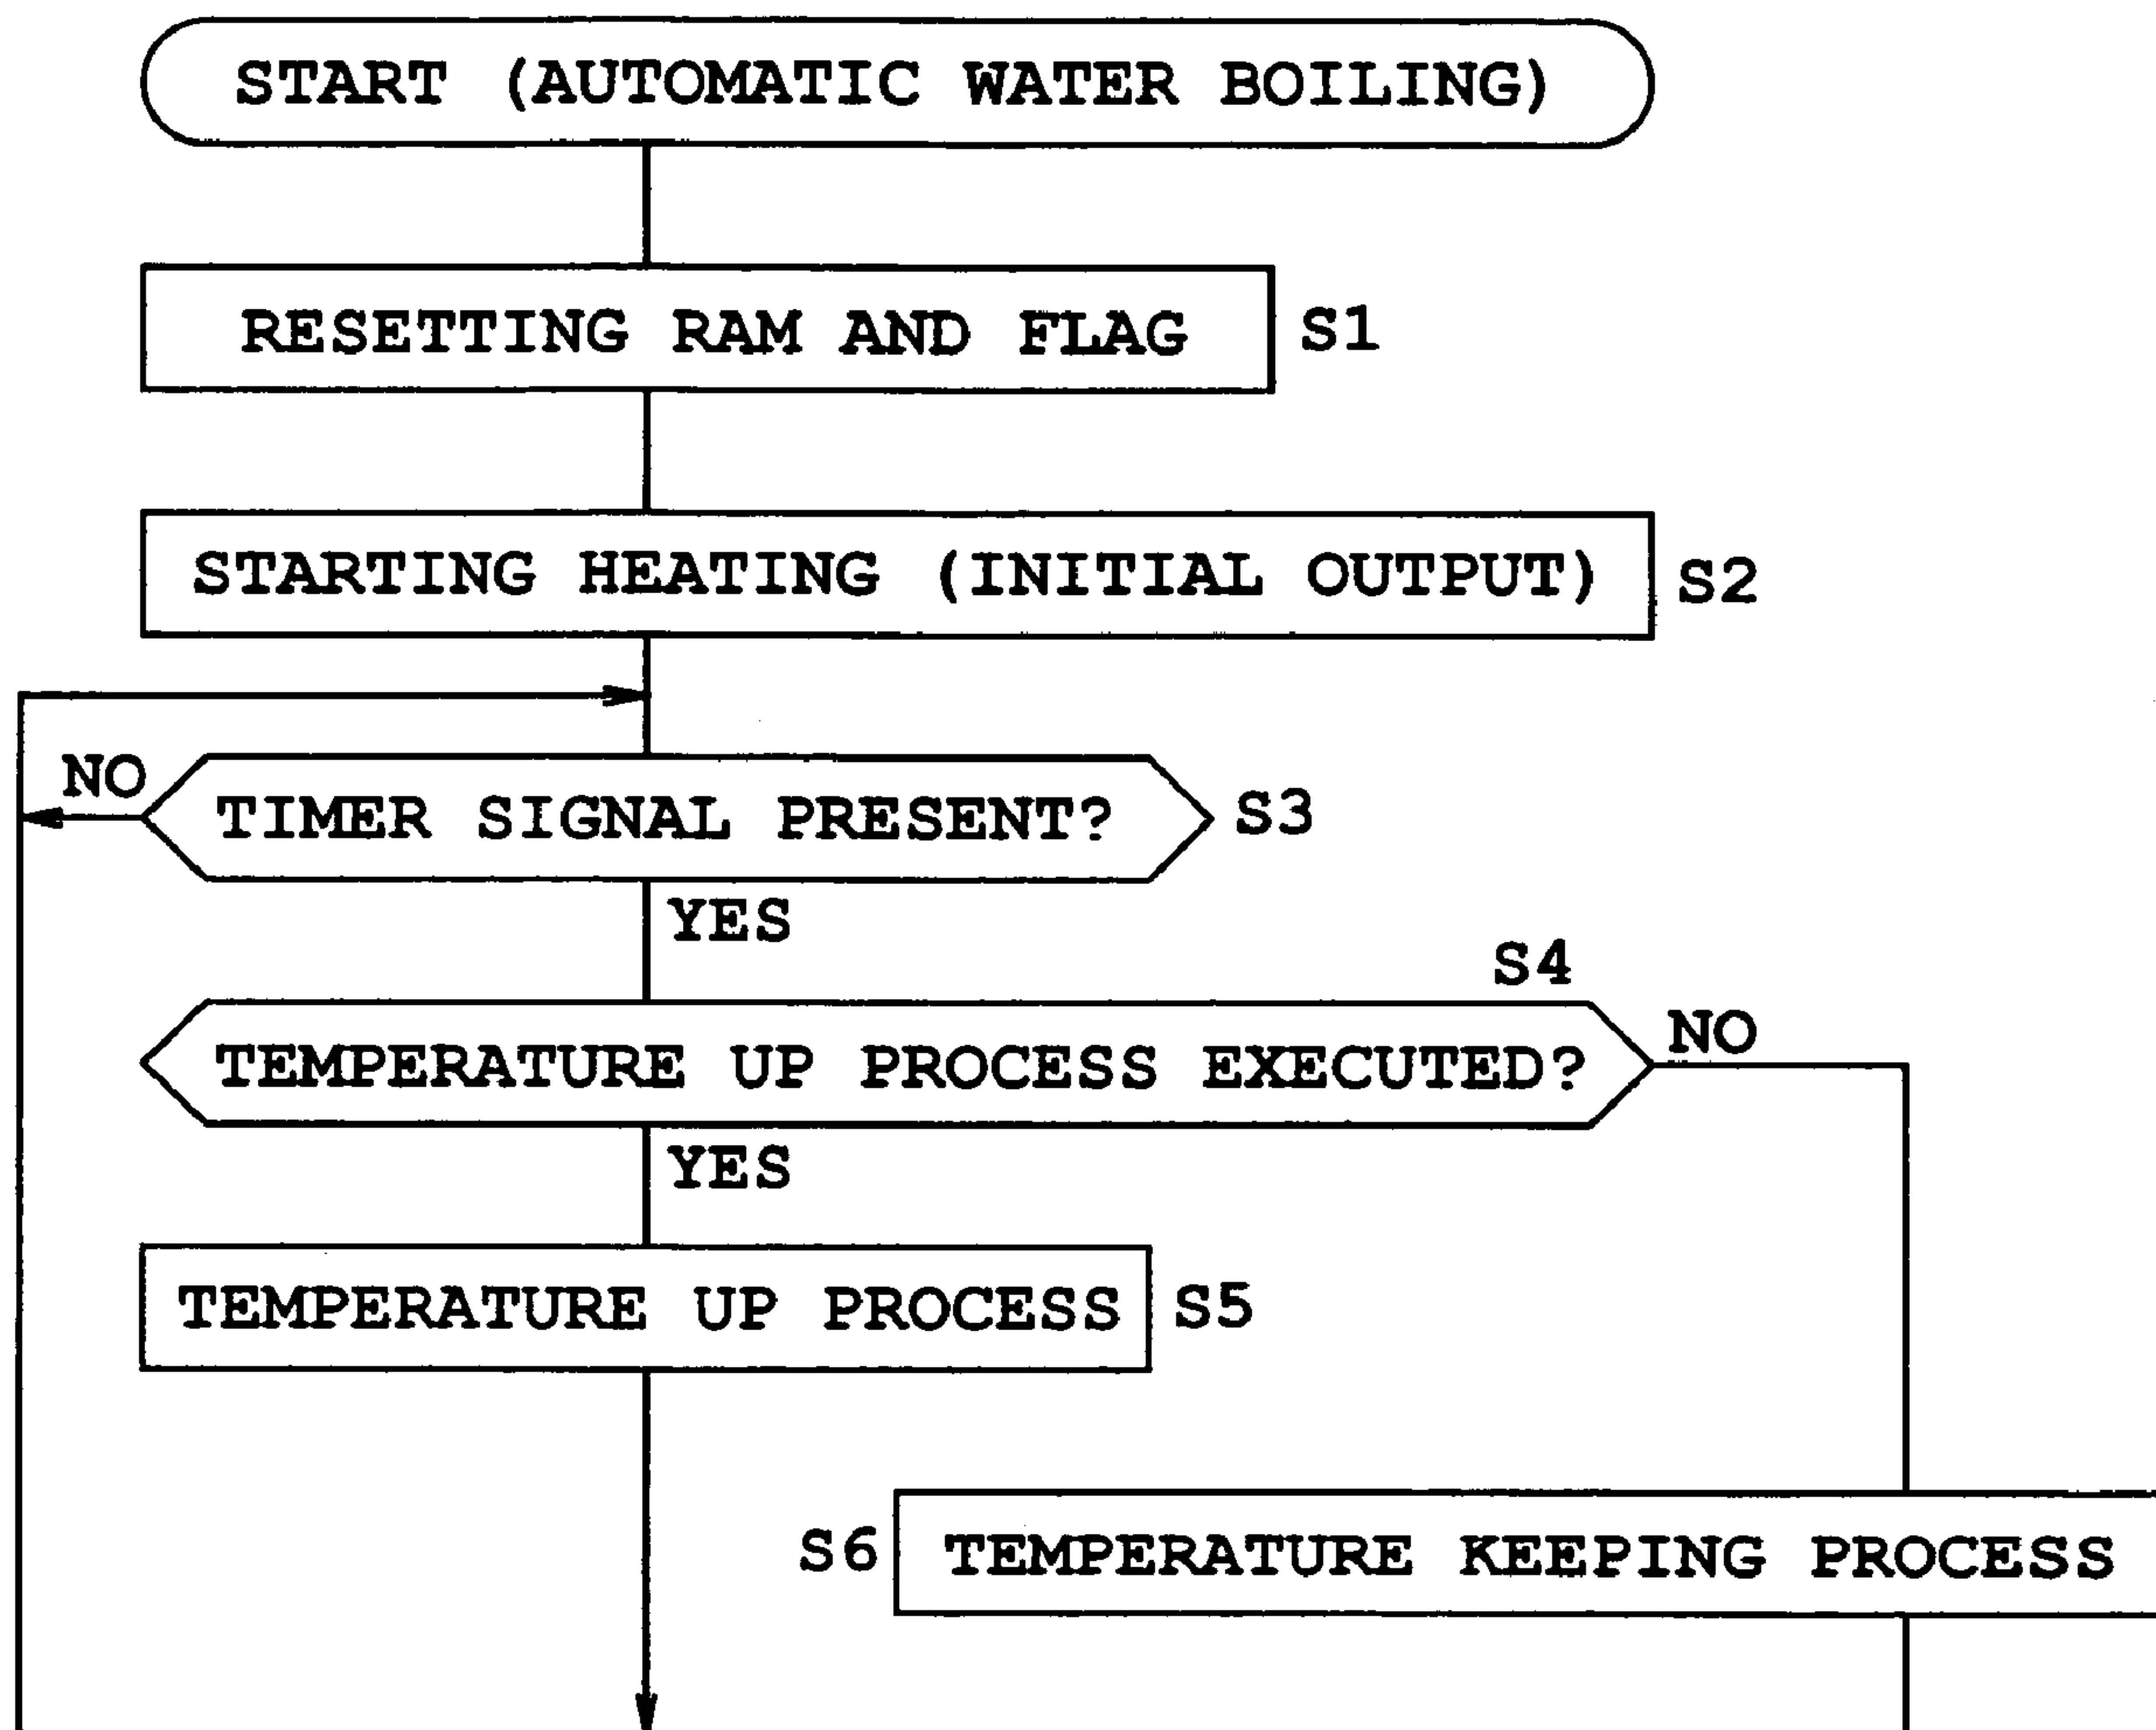 START (AUTOMATIC WATER BOILING)
RESETTING RAM AND FLAG S1
STARTING HEATING (INITIAL OUTPUT) S2
NO
TIMER SIGNAL PRESENT? S3
YES
S4
TEMPERATURE UP PROCESS EXECUTED? NO
YES
TEMPERATURE UP PROCESS S5
S6 TEMPERATURE KEEPING PROCESS